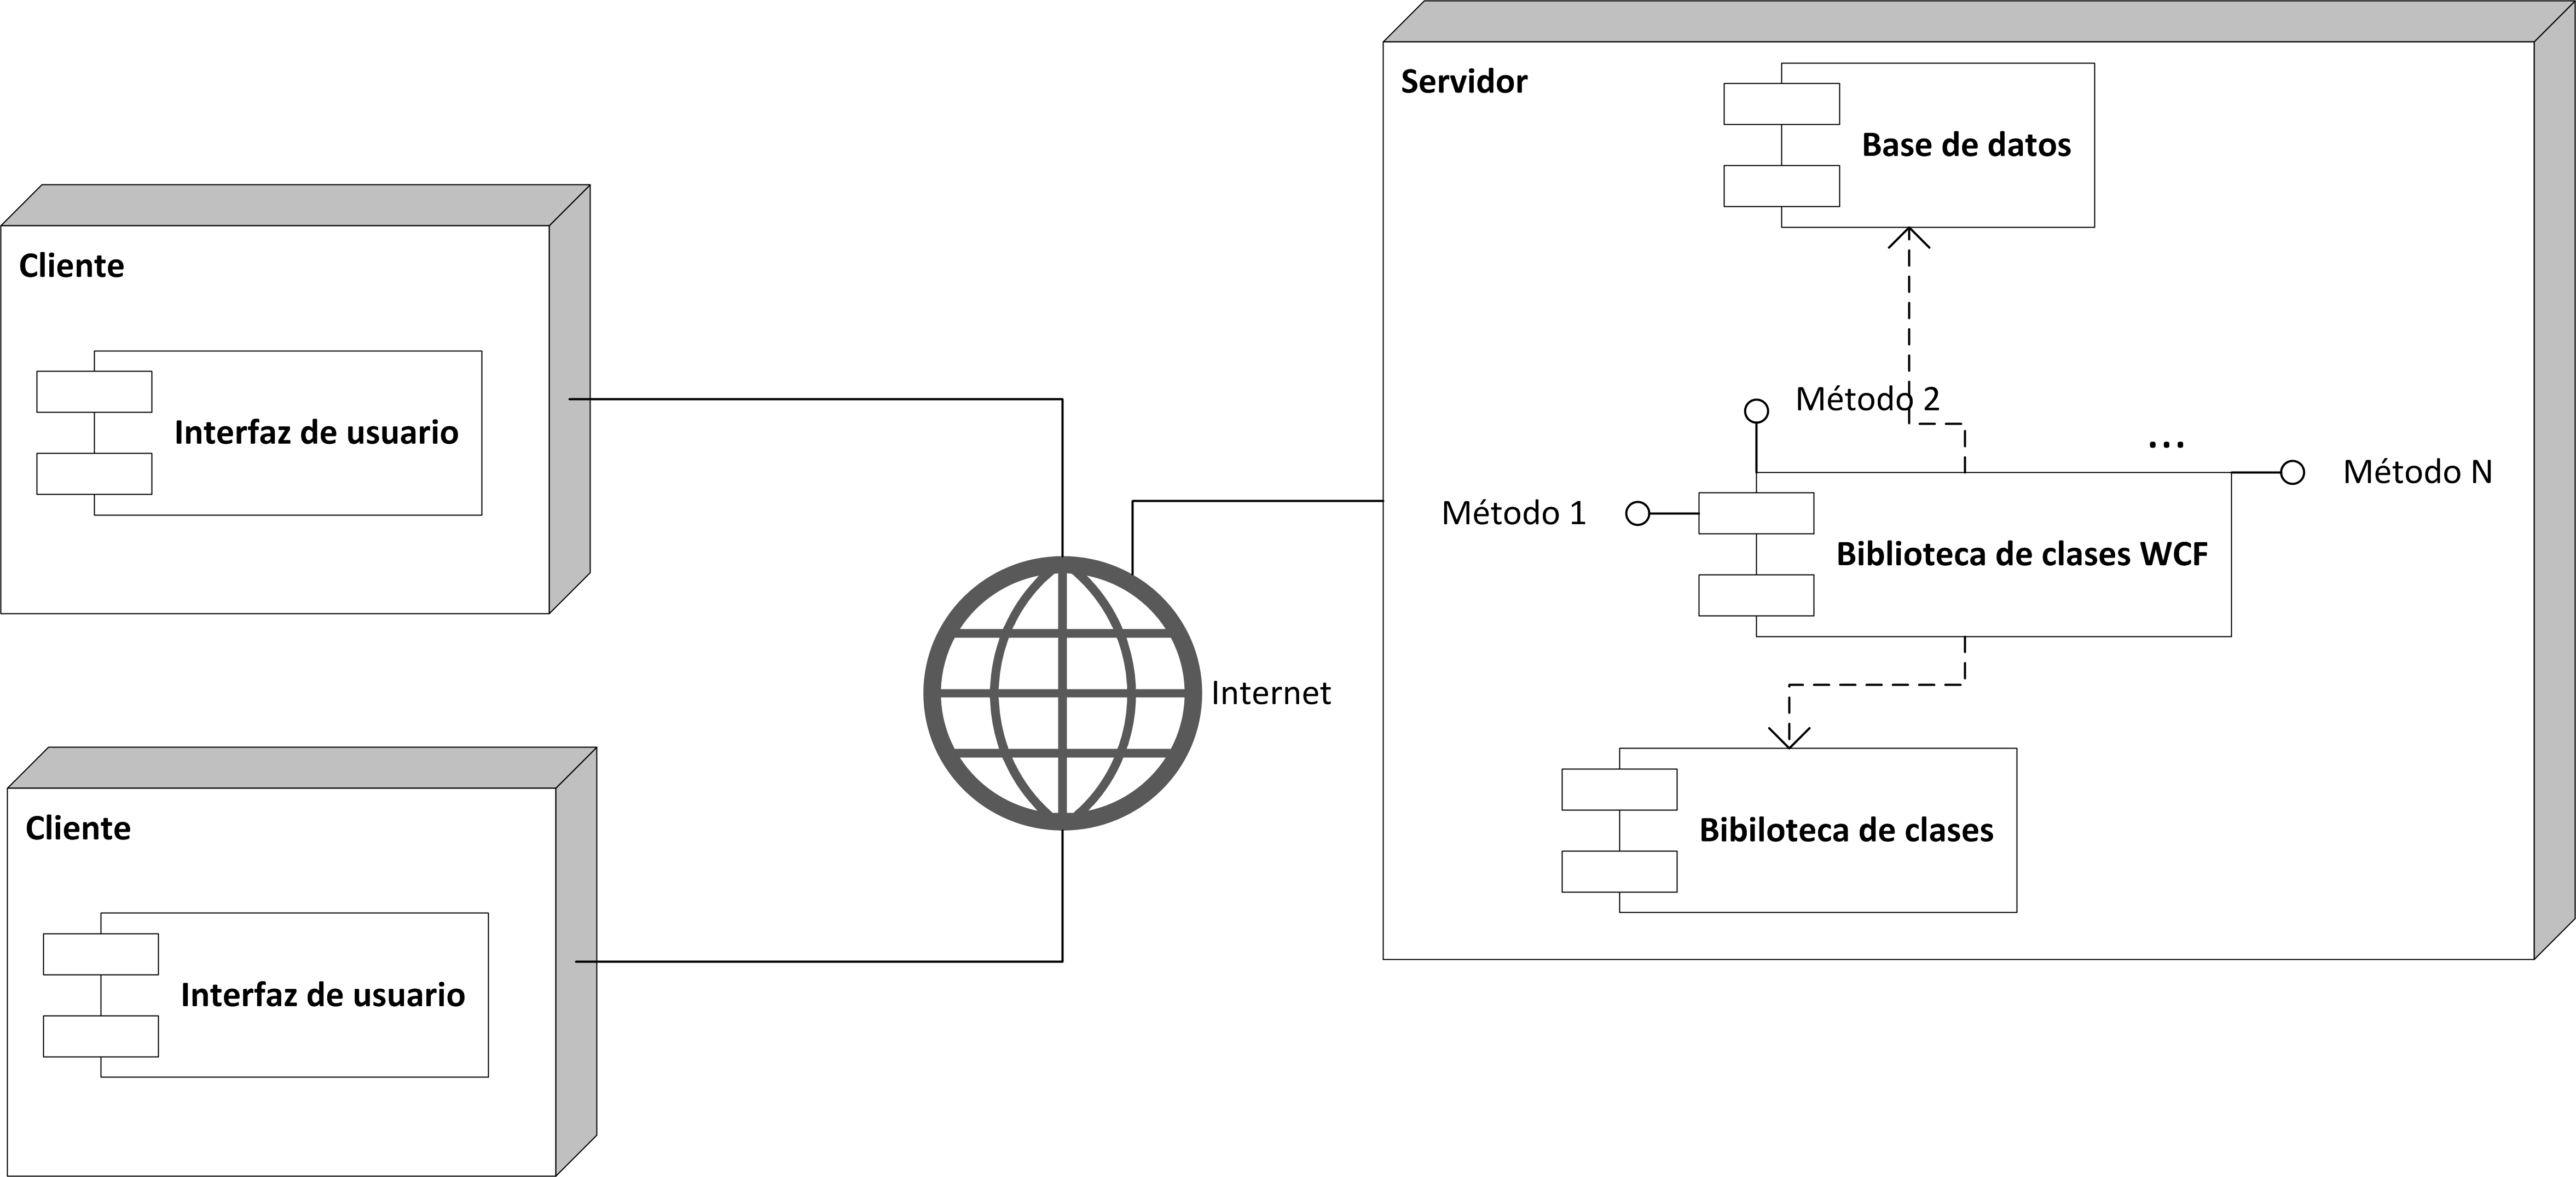 Servidor
Base de datos
Cliente
Interfaz de usuario
Método 2
...
Método N
Método 1
Biblioteca de clases WCF
Internet
Cliente
Interfaz de usuario
Bibiloteca de clases